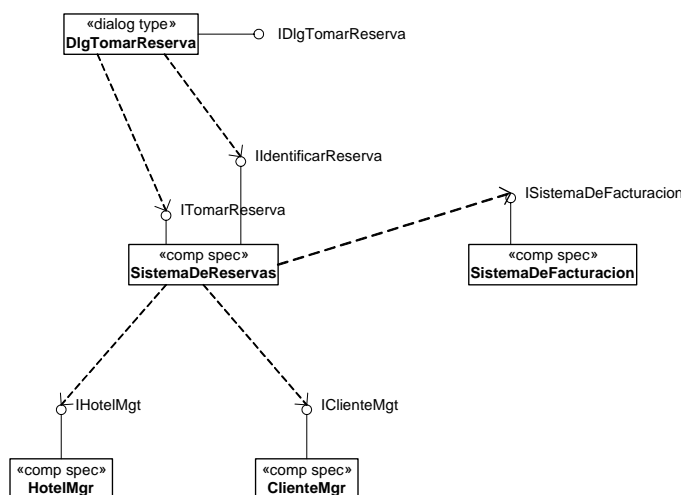 «dialog type»
DlgTomarReserva
IDlgTomarReserva
IIdentificarReserva
ITomarReserva
ISistemaDeFacturacion
«comp spec»
SistemaDeReservas
«comp spec»
SistemaDeFacturacion
IHotelMgt
IClienteMgt
«comp spec»
HotelMgr
«comp spec»
ClienteMgr